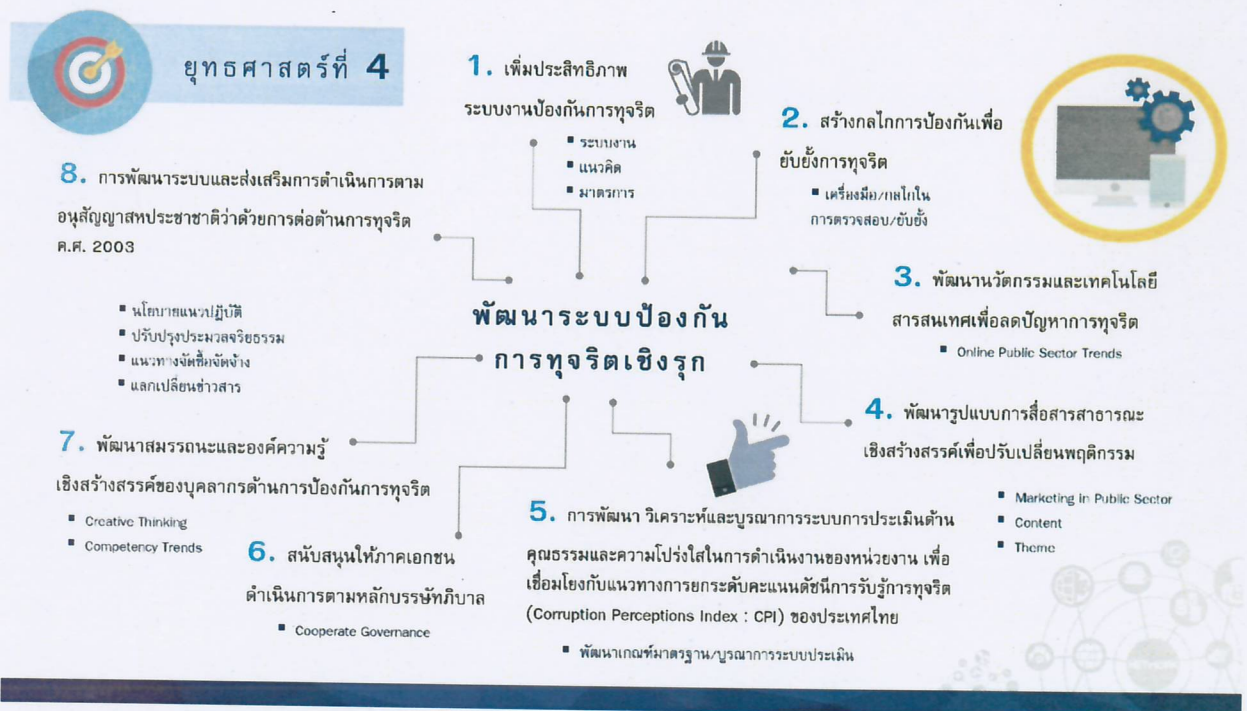 ยุทธศาสตร์ที่ 4
1. เพิ่มประสิทธิภาพ
ระบบงานป้องกันการทุจริต
▪ ระบบงาน
▪ แนวคิด
▪ มาตรการ
2. สร้างกลไกการป้องกันเพื่อ
ยับยั้งการทุจริต
▪ เครื่องมือ/กลไกใน
การตรวจสอบ/ยับยั้ง
3. พัฒนานวัตกรรมและเทคโนโลยี
สารสนเทศเพื่อลดปัญหาการทุจริต
▪ Online Public Sector Trends
4. พัฒนารูปแบบการสื่อสารสาธารณะ
เชิงสร้างสรรค์เพื่อปรับเปลี่ยนพฤติกรรม
▪ Marketing in Public Sector
▪ Content
▪ Theme
5. การพัฒนา วิเคราะห์และบูรณาการระบบการประเมินด้าน
คุณธรรมและความโปร่งใสในการดำเนินงานของหน่วยงาน เพื่อ
เชื่อมโยงกับแนวทางการยกระดับคะแนนดัชนีการรับรู้การทุจริต
(Corruption Perceptions Index : CPI) ของประเทศไทย
▪ พัฒนาเกณฑ์มาตรฐาน/บูรณาการระบบประเมิน
6. สนับสนุนให้ภาคเอกชน
ดำเนินการตามหลักบรรษัทภิบาล
▪ Cooperate Governance
7. พัฒนาสมรรถนะและองค์ความรู้
เชิงสร้างสรรค์ของบุคลากรด้านการป้องกันการทุจริต
▪ Creative Thinking
▪ Competency Trends
8. การพัฒนาระบบและส่งเสริมการดำเนินการตาม
อนุสัญญาสหประชาชาติว่าด้วยการต่อต้านการทุจริต
ค.ศ. 2003
▪ นโยบายแนวปฏิบัติ
▪ ปรับปรุงประมวลจริยธรรม
▪ แนวทางจัดซื้อจัดจ้าง
▪ แลกเปลี่ยนข่าวสาร
พัฒนาระบบป้องกัน
การทุจริตเชิงรุก